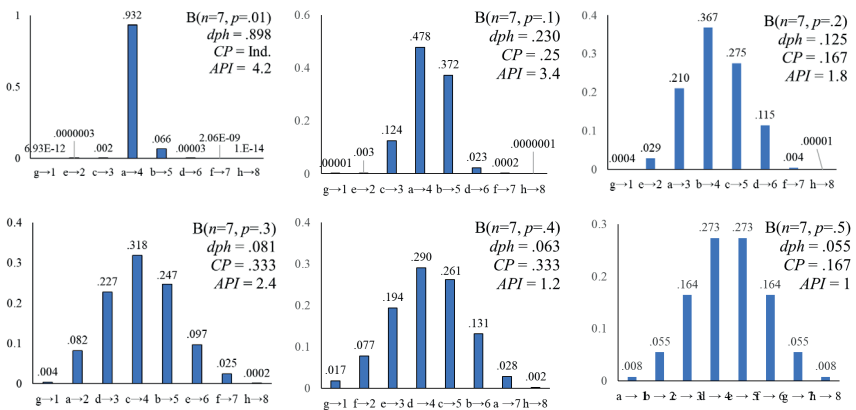 B(n=7, p=.01)
dph = .898
CP = Ind.
API = 4.2
1
0.5
0
6.93E-12
.0000003
.002
.932
.066
.00003
2.06E-09
1.E-14
g→1 e→2 c→3 a→4 b→5 d→6 f→7 h→8
B(n=7, p=.1)
dph = .230
CP = .25
API = 3.4
0.6
0.4
0.2
0
.00001
.003
.124
.478
.372
.023
.0002
.0000001
g→1 e→2 c→3 a→4 b→5 d→6 f→7 h→8
B(n=7, p=.2)
dph = .125
CP = .167
API = 1.8
0.4
0.3
0.2
0.1
0
.0004
.029
.210
.367
.275
.115
.004
.00001
g→1 e→2 a→3 b→4 c→5 d→6 f→7 h→8
B(n=7, p=.3)
dph = .081
CP = .333
API = 2.4
0.4
0.3
0.2
0.1
0
.004
.082
.227
.318
.247
.097
.025
.0002
g→1 a→2 d→3 c→4 b→5 e→6 f→7 h→8
B(n=7, p=.4)
dph = .063
CP = .333
API = 1.2
0.4
0.3
0.2
0.1
0
.017
.077
.194
.290
.261
.131
.028
.002
g→1 f→2 e→3 d →4 c→5 b→6 a →7 h→8
B(n=7, p=.5)
dph = .055
CP = .167
API = 1
0.3
0.2
0.1
0
.008
.055
.164
.273
.273
.164
.055
.008
a → 1 b→ 2 c→ 3 d → 4 e→ 5 f→ 6 g → 7 h→ 8